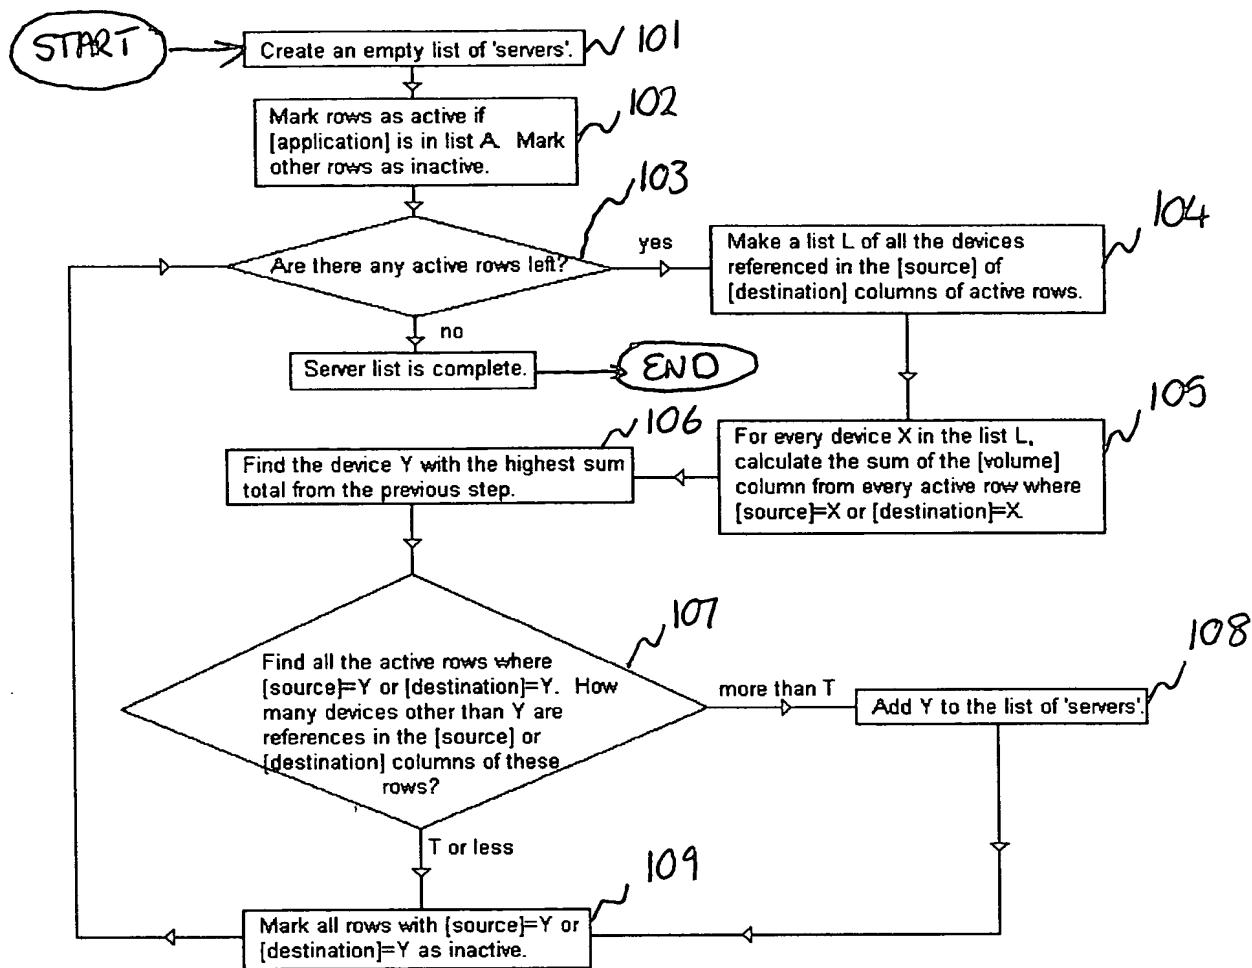 START
Create an empty list of 'servers'.
101
Mark rows as active if
[application] is in list A. Mark
other rows as inactive.
102
Are there any active rows left?
103
yes
Make a list L of all the devices
referenced in the [source] of
[destination] columns of active rows.
104
no
Server list is complete.
END
For every device X in the list L,
calculate the sum of the [volume]
column from every active row where
[source]=X or [destination]=X.
105
Find the device Y with the highest sum
total from the previous step.
106
Find all the active rows where
[source]=Y or [destination]=Y. How
many devices other than Y are
references in the [source] or
[destination] columns of these
rows?
107
more than T
Add Y to the list of 'servers'.
108
T or less
Mark all rows with [source]=Y or
[destination]=Y as inactive.
109